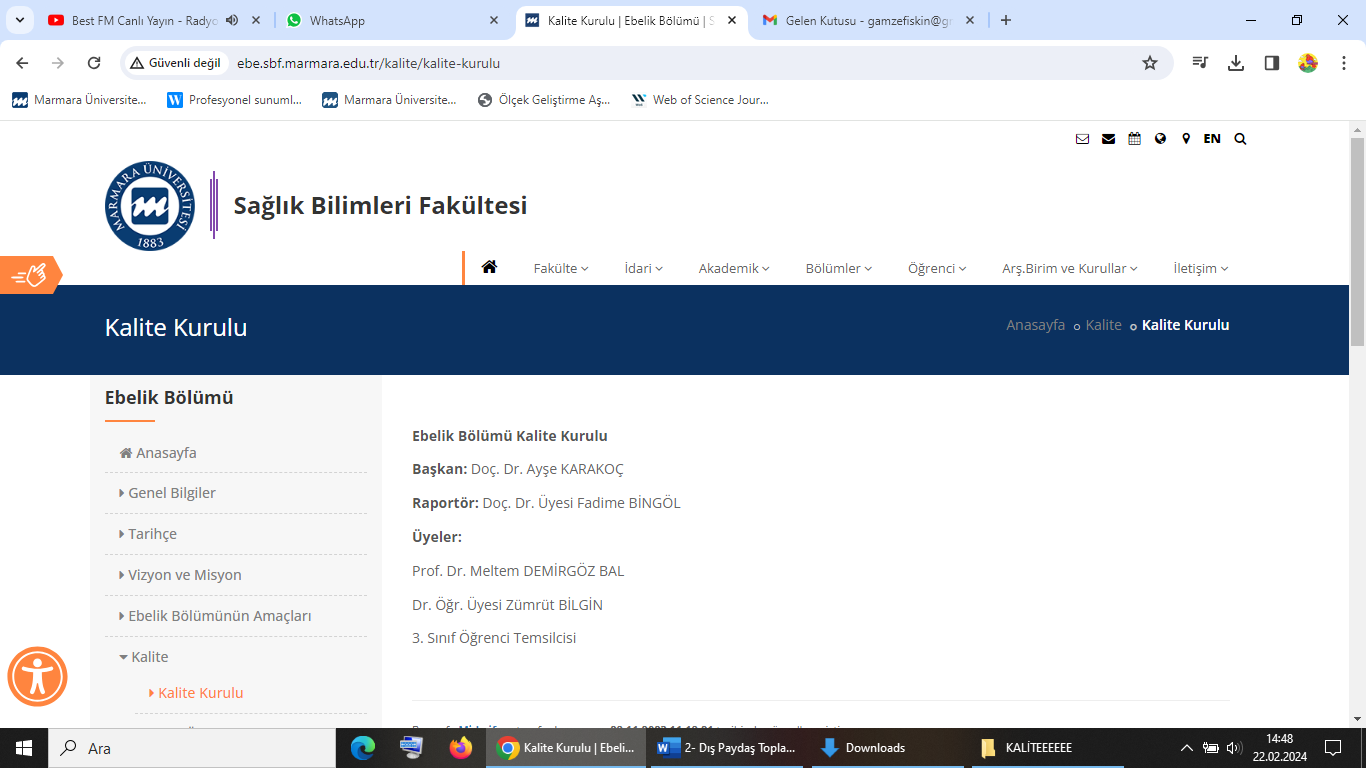 Best FM Canlı Yayın - Radyo
WhatsApp
Kalite Kurulu | Ebelik Bölümü | S
Gelen Kutusu - gamzefiskin@gm
Güvenli değil
ebe.sbf.marmara.edu.tr/kalite/kalite-kurulu
Marmara Üniversite...
Profesyonel sunuml...
Marmara Üniversite...
Ölçek Geliştirme Aş...
Web of Science Jour...
EN
MARMARA ÜNİVERSİTESİ
1883
Sağlık Bilimleri Fakültesi
Fakülte
İdari
Akademik
Bölümler
Öğrenci
Arş.Birim ve Kurullar
İletişim
Kalite Kurulu
Anasayfa
Kalite
Kalite Kurulu
Ebelik Bölümü
Anasayfa
Genel Bilgiler
Tarihçe
Vizyon ve Misyon
Ebelik Bölümünün Amaçları
Kalite
Kalite Kurulu
Ebelik Bölümü Kalite Kurulu
Başkan: Doç. Dr. Ayşe KARAKOÇ
Raportör: Doç. Dr. Üyesi Fadime BİNGÖL
Üyeler:
Prof. Dr. Meltem DEMİRGÖZ BAL
Dr. Öğr. Üyesi Zümrüt BİLGİN
3. Sınıf Öğrenci Temsilcisi
Ara
Kalite Kurulu | Ebeli...
2- Dış Paydaş Topla...
Downloads
KALİTEEEEEE
14:48
22.02.2024